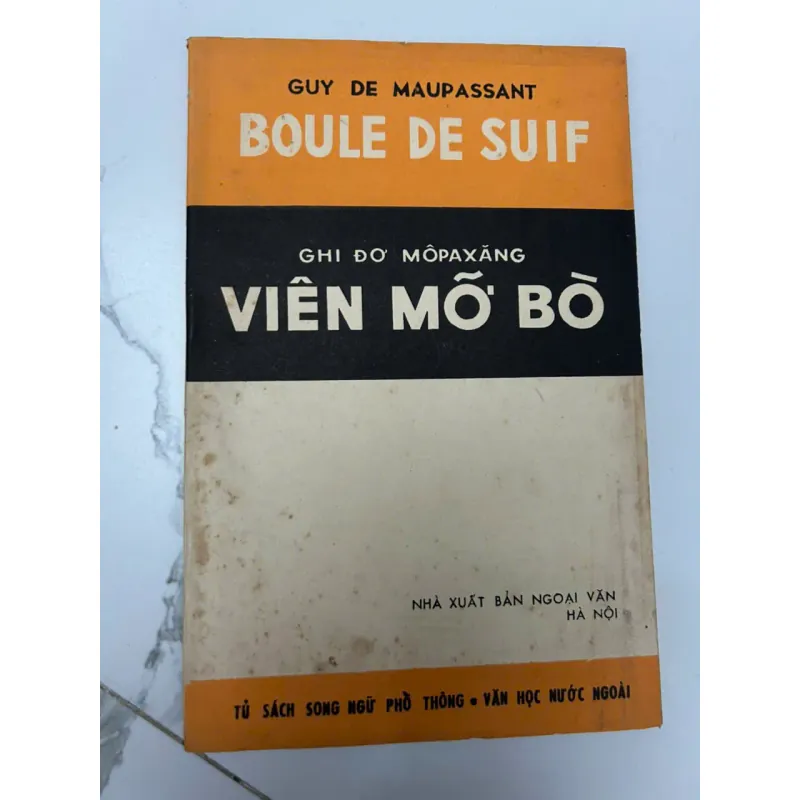 GUY DE MAUPASSANT
BOULE DE SUIF
GHI ĐƠ MÔPAXĂNG
VIÊN MỠ BÒ
NHÀ XUẤT BẢN NGOẠI VĂN
HÀ NỘI
TỦ SÁCH SONG NGỮ PHỔ THÔNG • VĂN HỌC NƯỚC NGOÀI